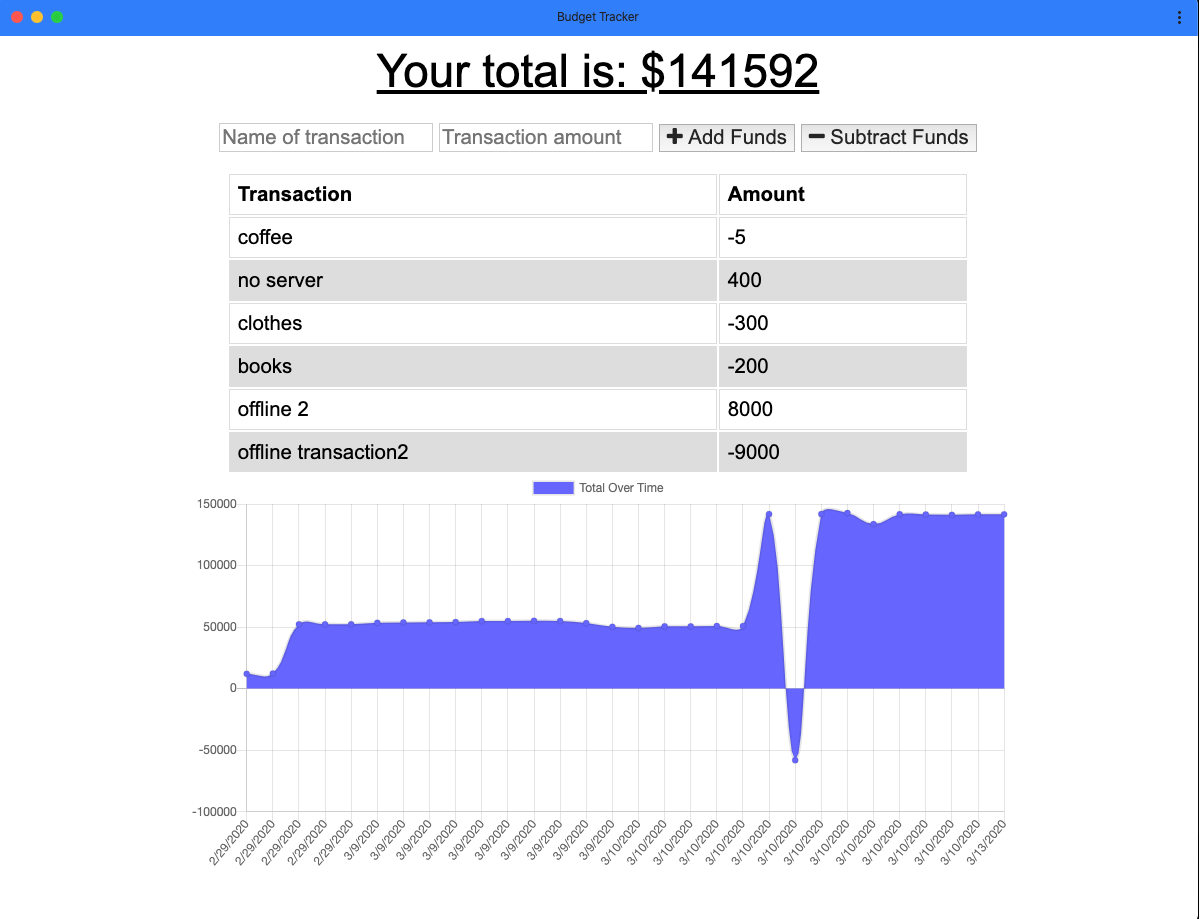 Budget Tracker
Your total is: $141592
Name of transaction Transaction amount Add Funds Subtract Funds
Transaction Amount
coffee -5
no server 400
clothes -300
books -200
offline 2 8000
offline transaction2 -9000
Total Over Time
150000
100000
50000
0
-50000
-100000
2/29/2020 2/29/2020 2/29/2020 2/29/2020 2/29/2020 3/9/2020 3/9/2020 3/9/2020 3/9/2020 3/9/2020 3/9/2020 3/9/2020 3/9/2020 3/9/2020 3/9/2020 3/10/2020 3/10/2020 3/10/2020 3/10/2020 3/10/2020 3/10/2020 3/10/2020 3/10/2020 3/10/2020 3/10/2020 3/10/2020 3/10/2020 3/10/2020 3/10/2020 3/13/2020